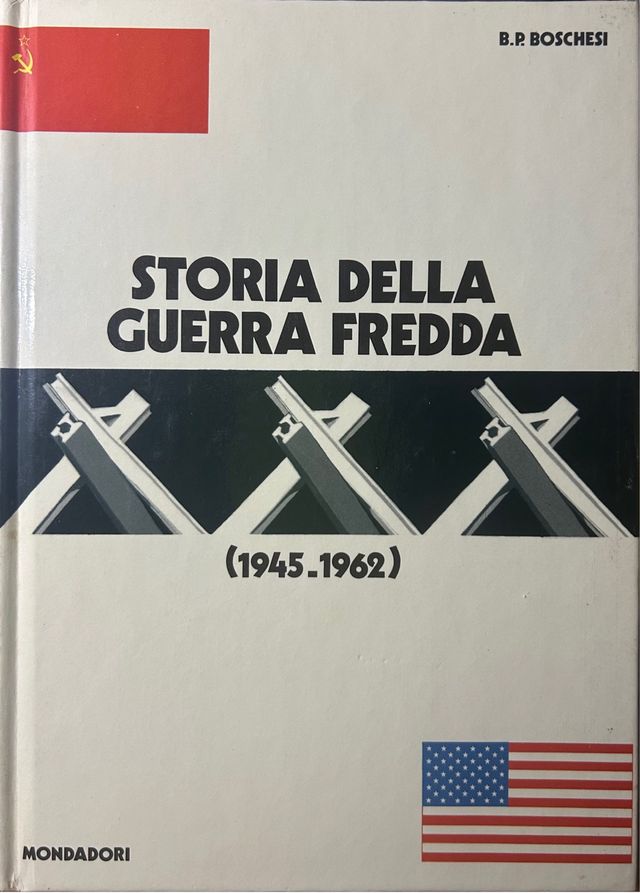 B.P. BOSCHESI
STORIA DELLA
GUERRA FREDDA
(1945-1962)
MONDADORI